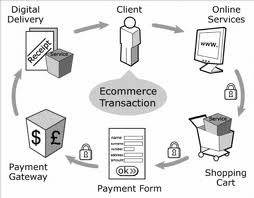 Digital
Delivery
Client
Online
Services
Receipt
Service
www.
Ecommerce
Transaction
$ £
name
surname
number
address
amount
ok»
Service
Payment
Gateway
Payment Form
Shopping
Cart